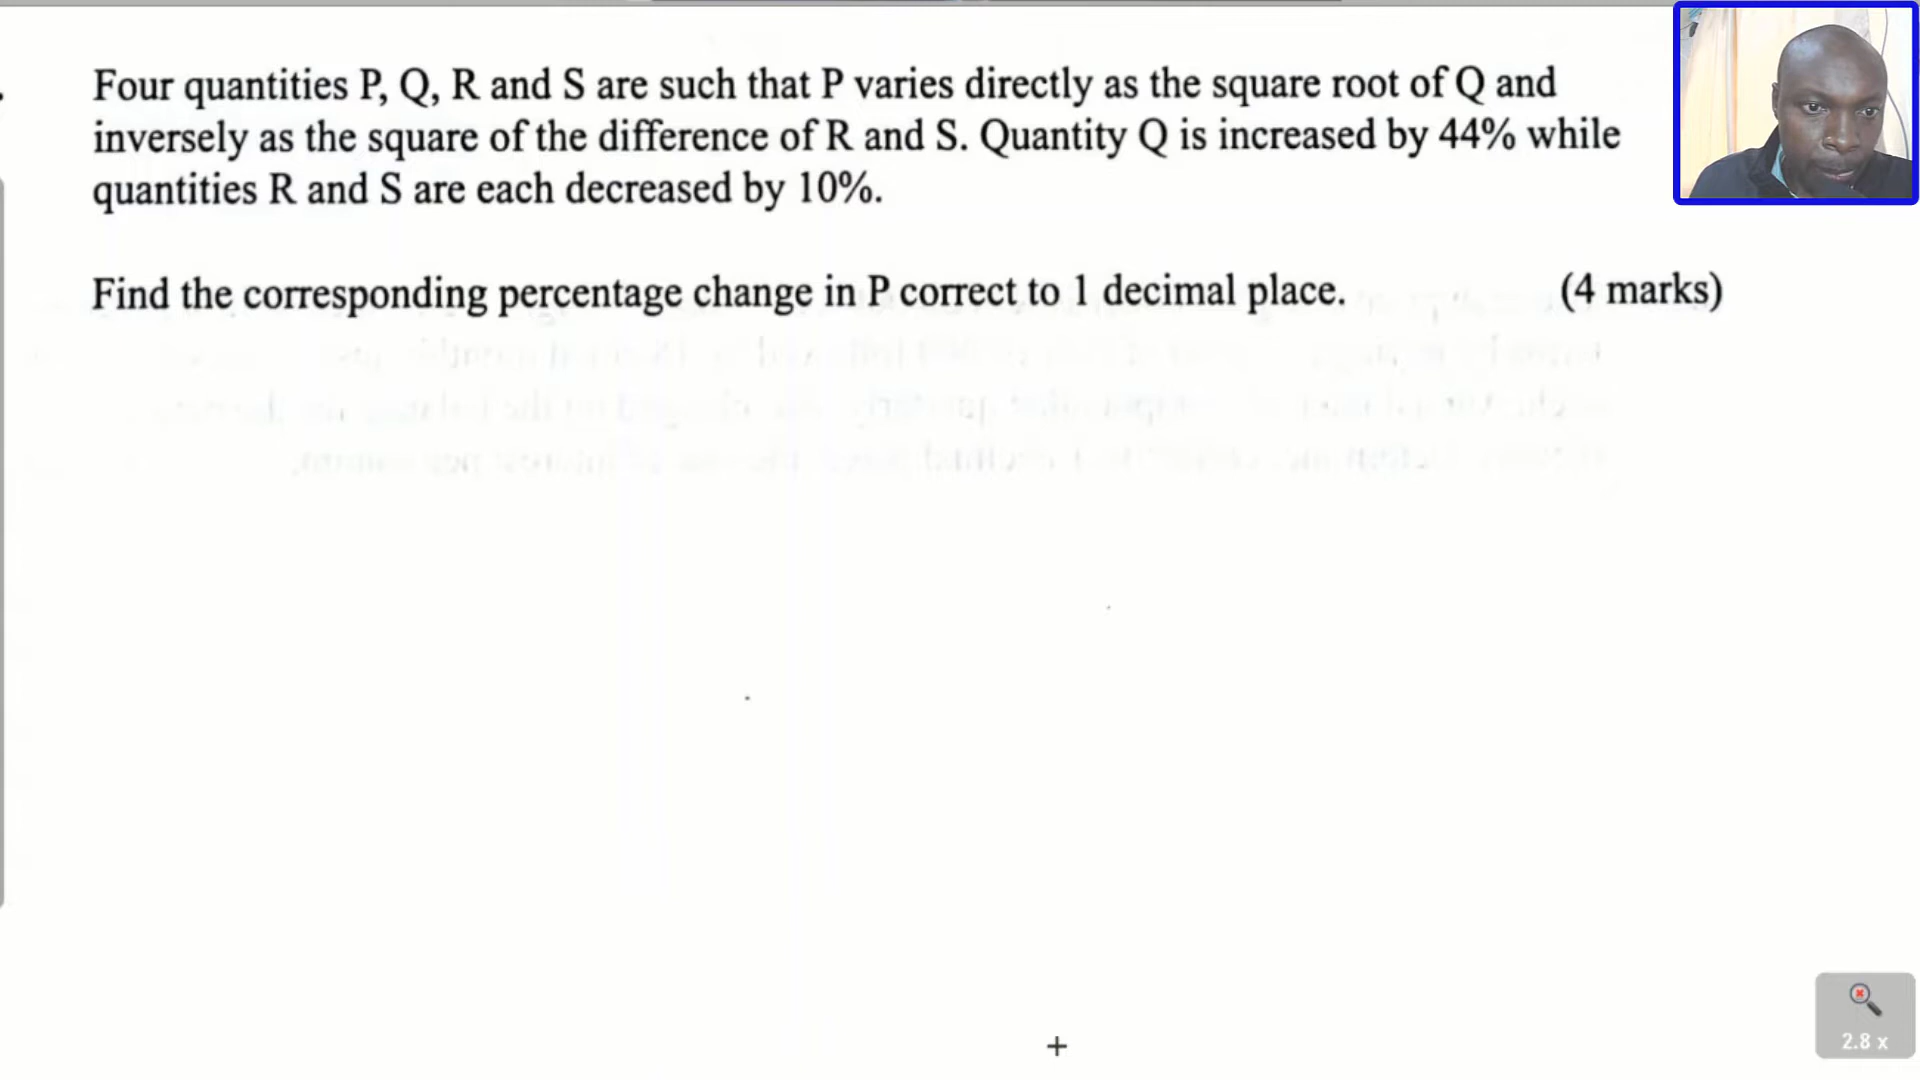 Four quantities P, Q, R and S are such that P varies directly as the square root of Q and
inversely as the square of the difference of R and S. Quantity Q is increased by 44% while
quantities R and S are each decreased by 10%.
Find the corresponding percentage change in P correct to 1 decimal place. (4 marks)
2.8 x